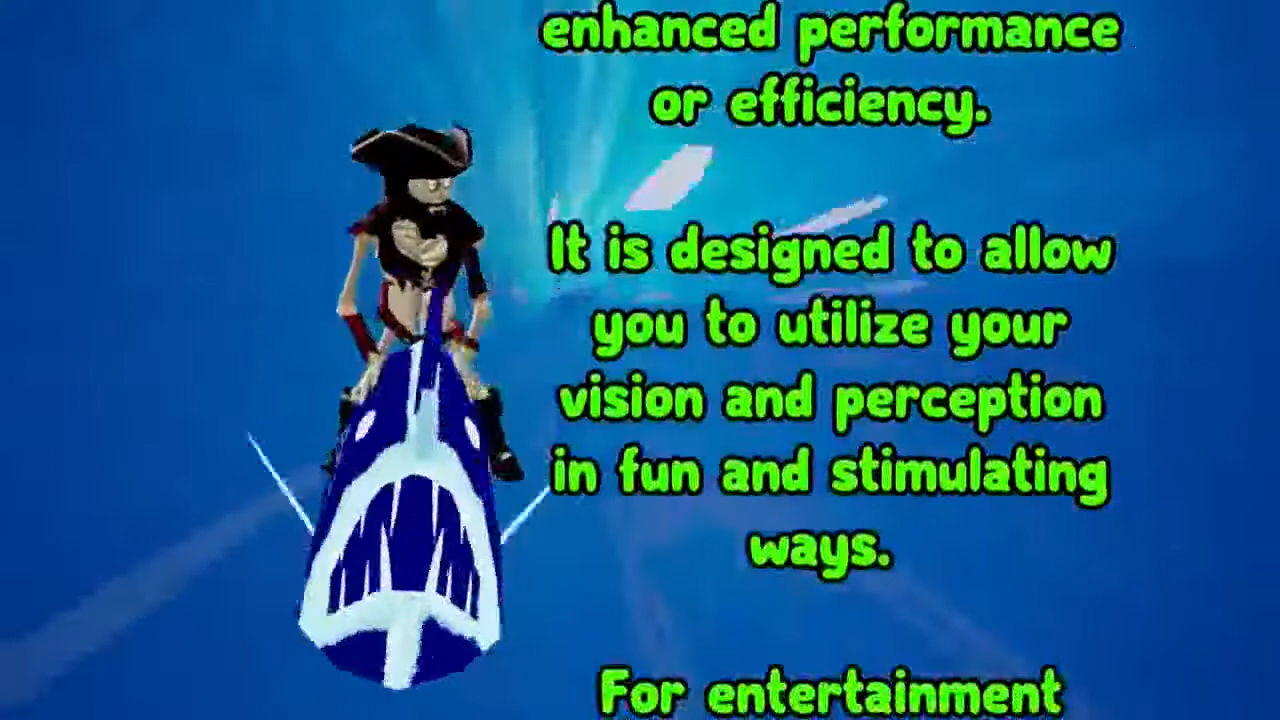 enhanced performance
or efficiency.
It is designed to allow
you to utilize your
vision and perception
in fun and stimulating
ways.
For entertainment